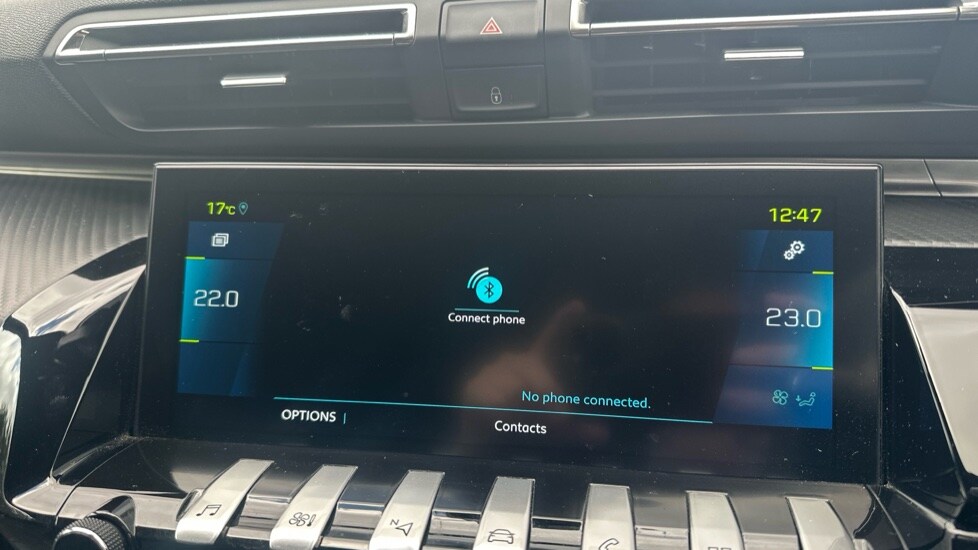 17°C
12:47
22.0
Connect phone
23.0
No phone connected.
OPTIONS
Contacts
N